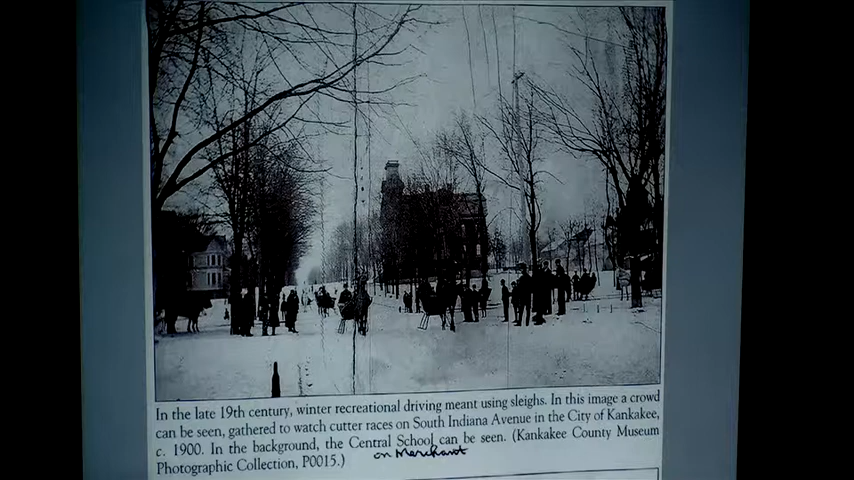 In the late 19th century, winter recreational driving meant using sleighs. In this image a crowd
can be seen, gathered to watch cutter races on South Indiana Avenue in the City of Kankakee,
c. 1900. In the background, the Central School can be seen. (Kankakee County Museum
on Merchant
Photographic Collection, P0015.)